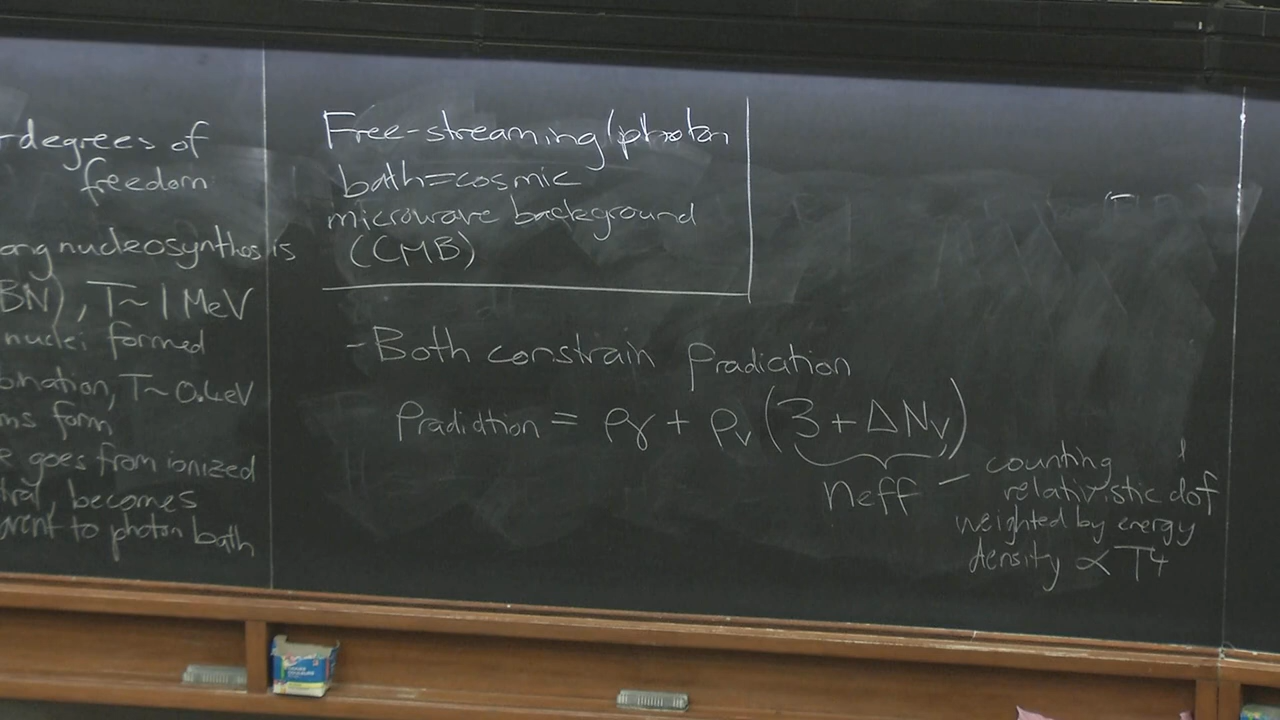 degrees of
freedom
ang nucleosynthesis
BN), T~1MeV
nuclei formed
bination, T~0.4eV
ms form
goes from ionized
tral, becomes
arent to photon bath
Free-streaming photon
bath=cosmic
microwave background
(CMB)
-Both constrain ρradiation
ρradiation = ργ + ρν(3+ΔNν)
neff — counting
relativistic dof
weighted by energy
density ∝ T⁴